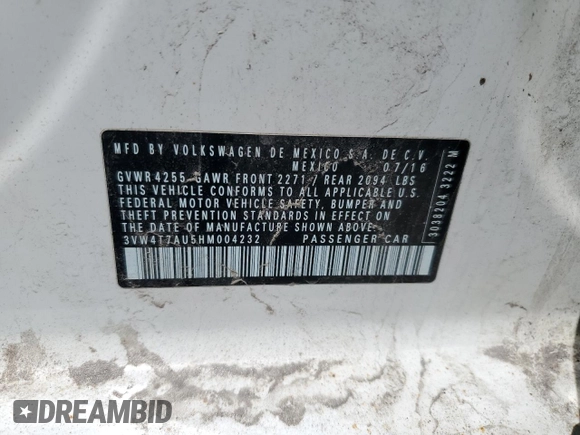 MFD BY VOLKSWAGEN DE MEXICO S.A. DE C.V.
MEXICO 07/16
GVWR 4255 GAWR FRONT 2271 / REAR 2094 LBS
THIS VEHICLE CONFORMS TO ALL APPLICABLE U.S.
FEDERAL MOTOR VEHICLE SAFETY, BUMPER AND
THEFT PREVENTION STANDARDS IN EFFECT ON
THE DATE OF MANUFACTURE SHOWN ABOVE.
3VW4T7AU5HM004232 PASSENGER CAR
3038204 3222 M
DREAMBID